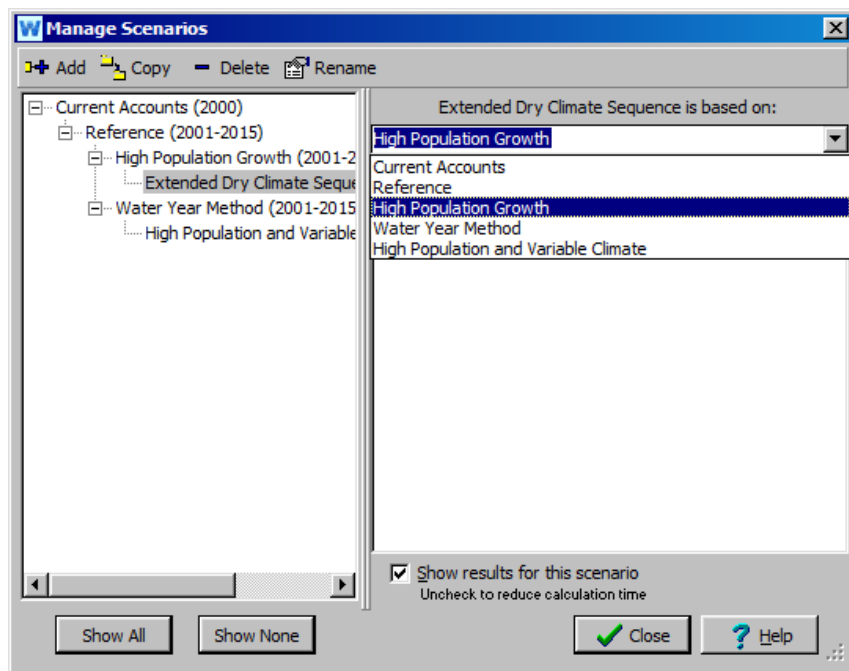 Manage Scenarios
Add Copy Delete Rename
Current Accounts (2000)
Reference (2001-2015)
High Population Growth (2001-2
Extended Dry Climate Seque
Water Year Method (2001-2015
High Population and Variable
Extended Dry Climate Sequence is based on:
High Population Growth
Current Accounts
Reference
High Population Growth
Water Year Method
High Population and Variable Climate
Show results for this scenario
Uncheck to reduce calculation time
Show All Show None Close Help